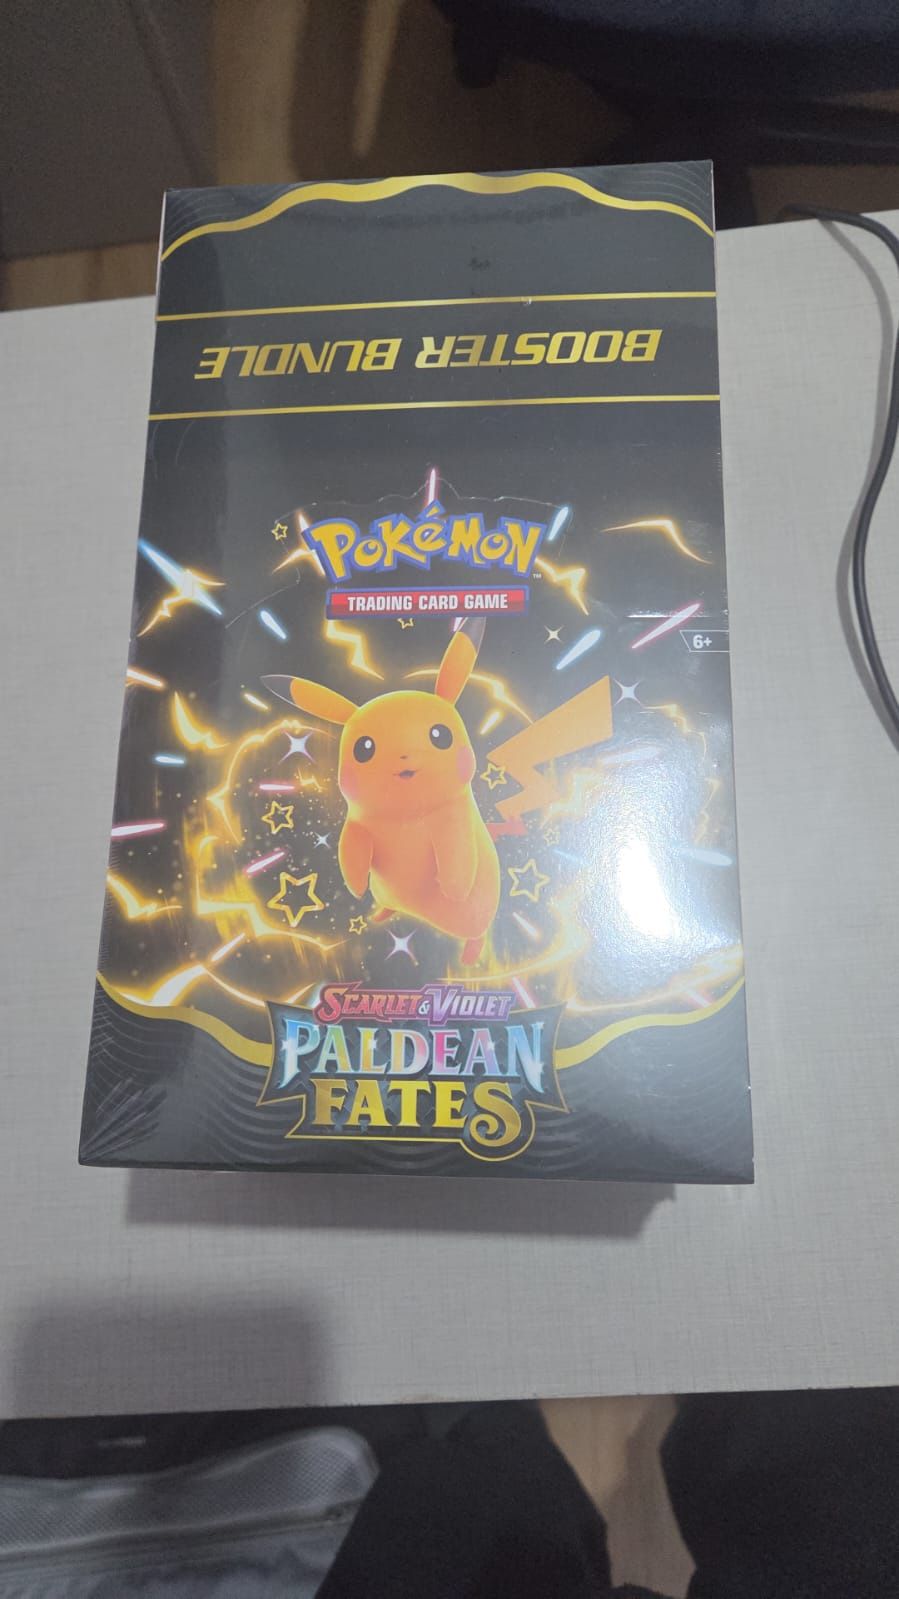 BOOSTER BUNDLE
POKéMON
TRADING CARD GAME
6+
SCARLET & VIOLET
PALDEAN
FATES